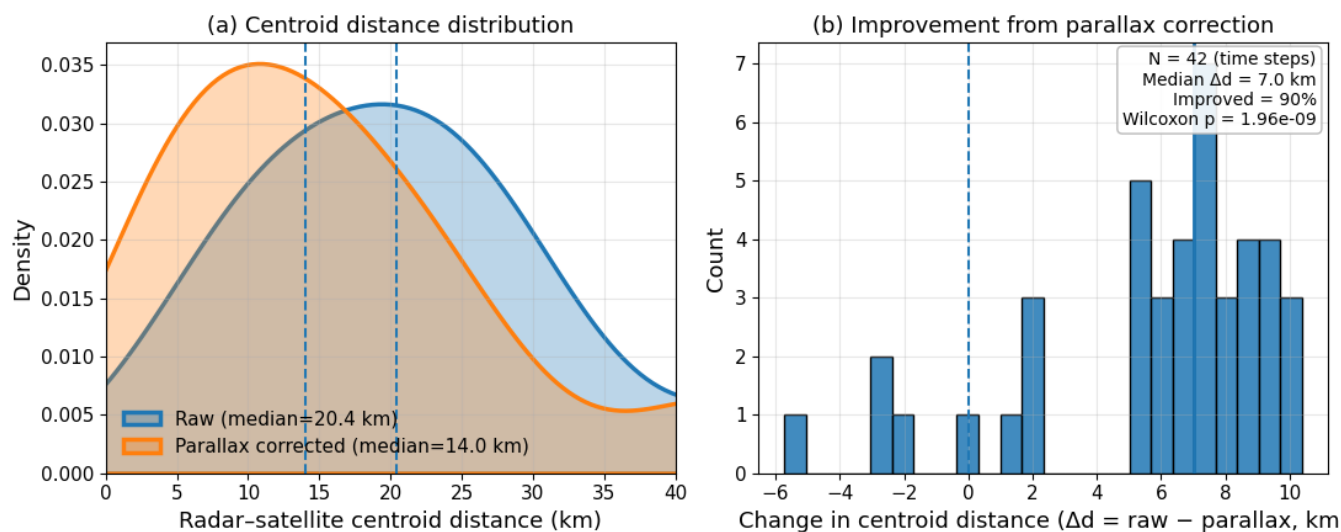 (a) Centroid distance distribution
Density
0.035
0.030
0.025
0.020
0.015
0.010
0.005
0.000
Raw (median=20.4 km)
Parallax corrected (median=14.0 km)
0 5 10 15 20 25 30 35 40
Radar–satellite centroid distance (km)
(b) Improvement from parallax correction
N = 42 (time steps)
Median Δd = 7.0 km
Improved = 90%
Wilcoxon p = 1.96e-09
Count
7
6
5
4
3
2
1
0
−6 −4 −2 0 2 4 6 8 10
Change in centroid distance (Δd = raw − parallax, km